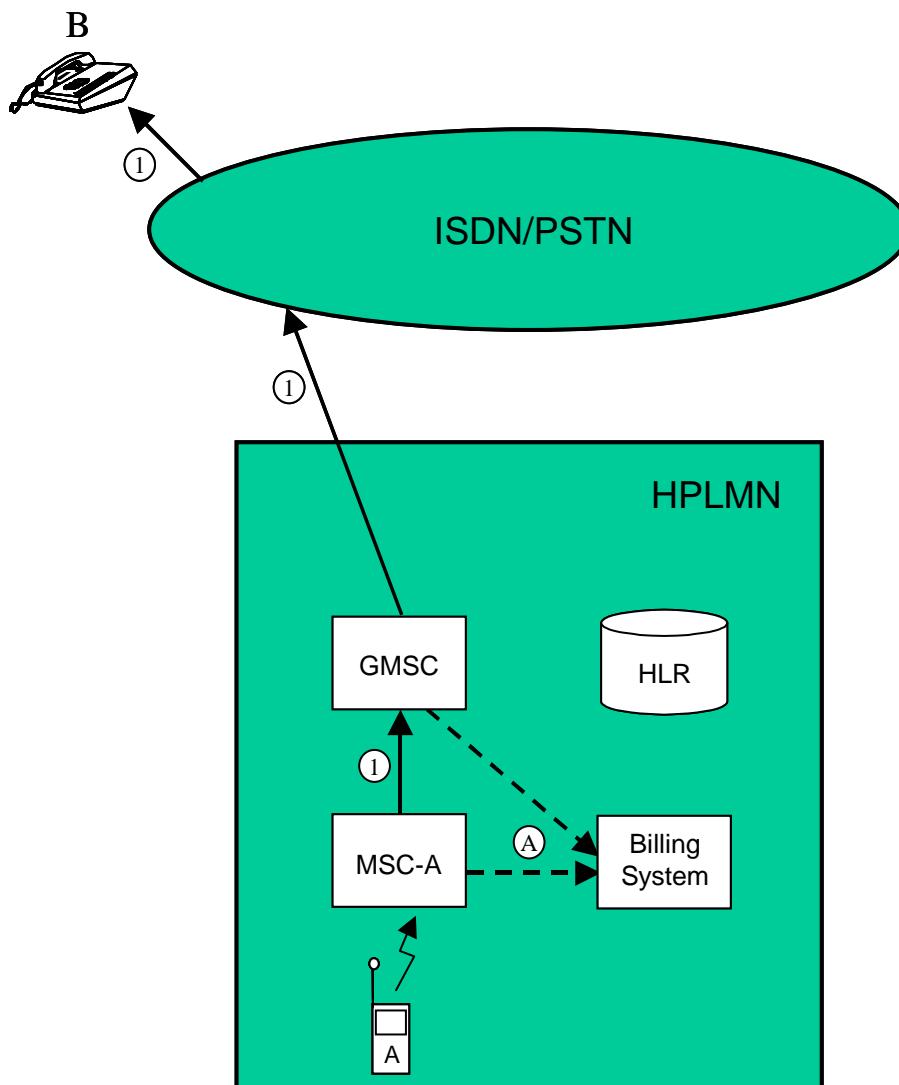 B
1
ISDN/PSTN
1
HPLMN
GMSC
HLR
1
A
MSC-A
Billing
System
A